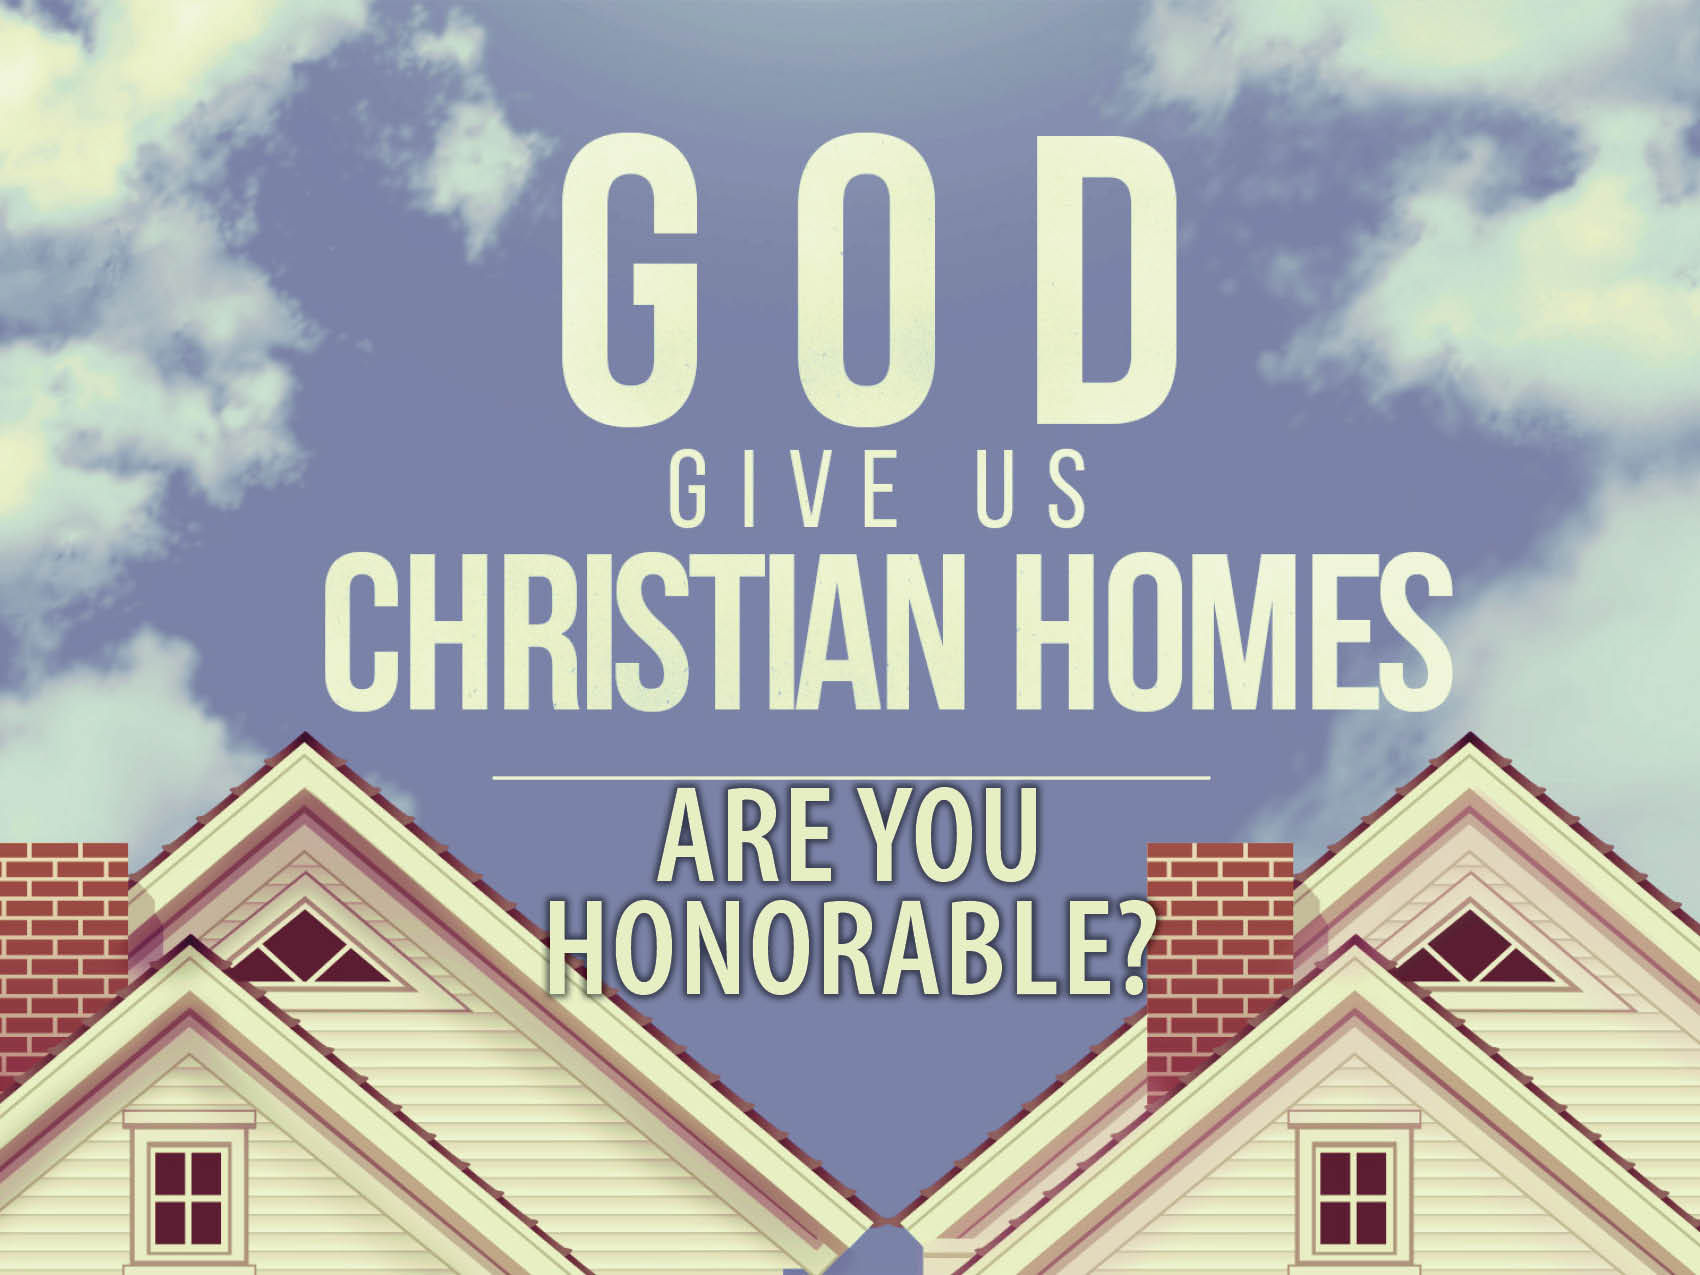 GOD
GIVE US
CHRISTIAN HOMES
ARE YOU
HONORABLE?